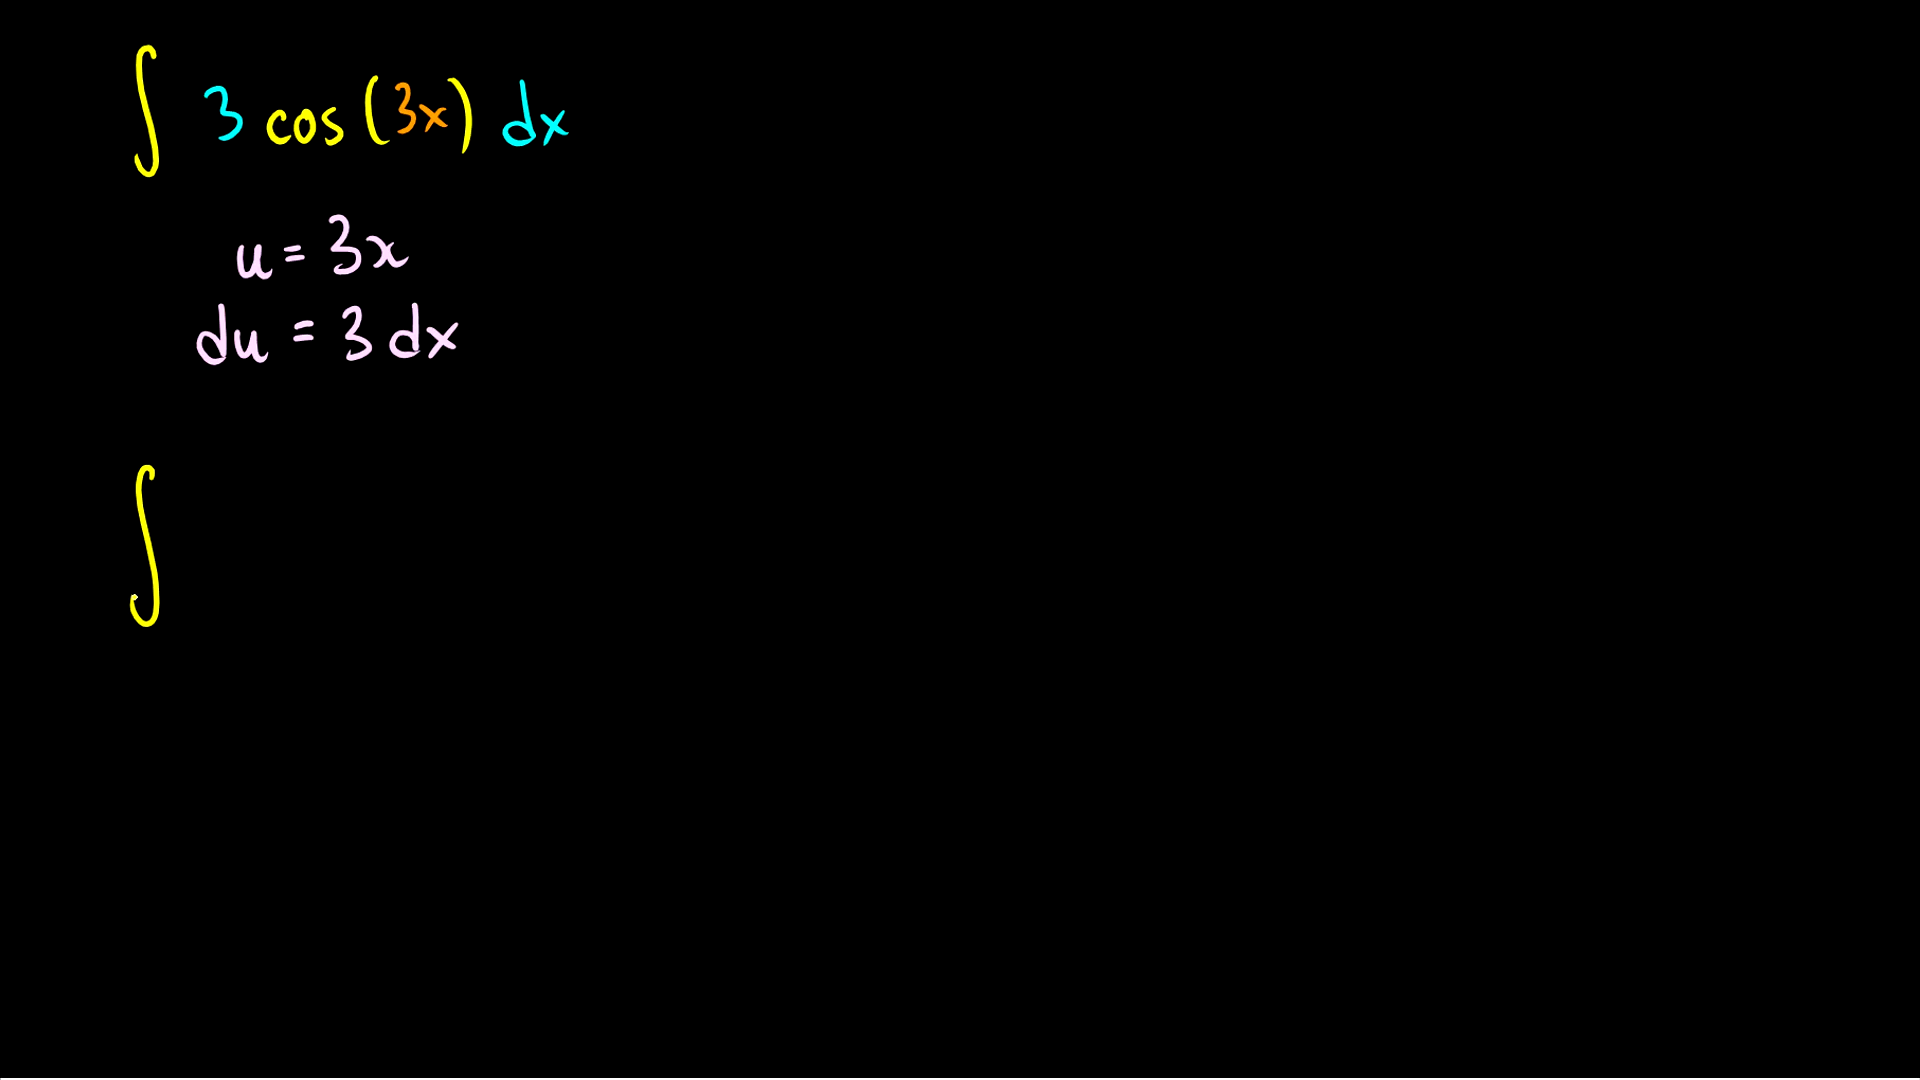 ∫ 3 cos (3x) dx
u = 3x
du = 3 dx
∫